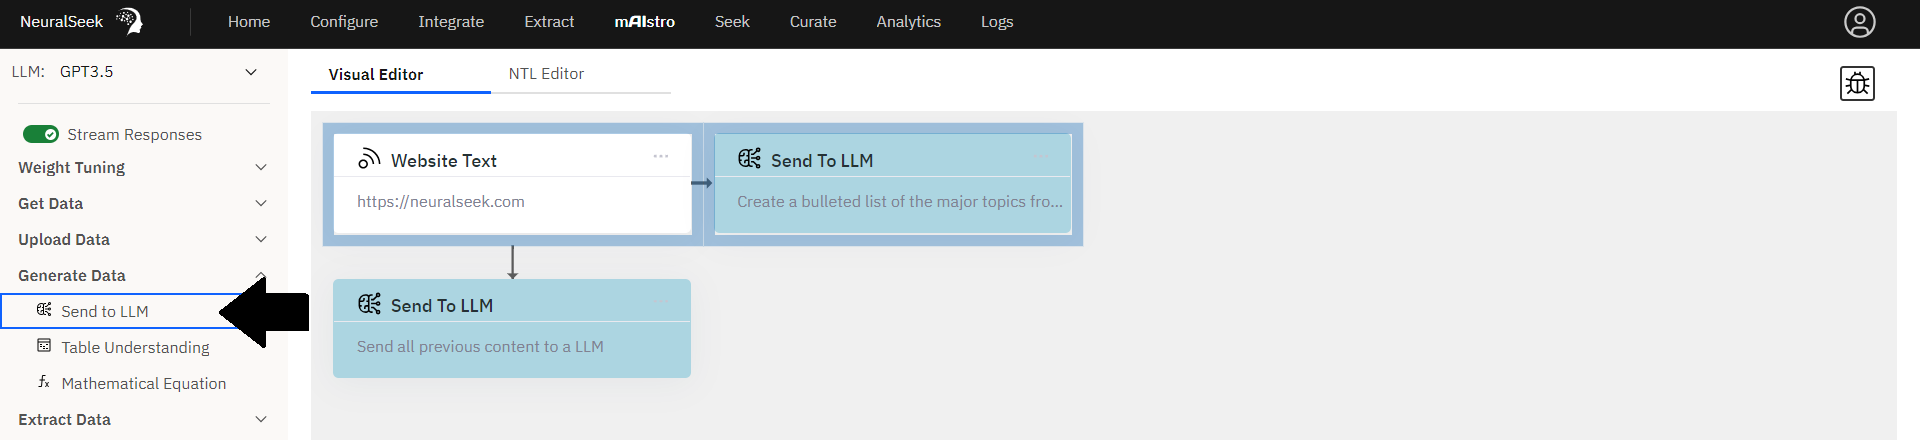 NeuralSeek
Home Configure Integrate Extract mAIstro Seek Curate Analytics Logs
LLM: GPT3.5
Stream Responses
Weight Tuning
Get Data
Upload Data
Generate Data
Send to LLM
Table Understanding
Mathematical Equation
Extract Data
Visual Editor NTL Editor
Website Text
https://neuralseek.com
Send To LLM
Create a bulleted list of the major topics fro...
Send To LLM
Send all previous content to a LLM